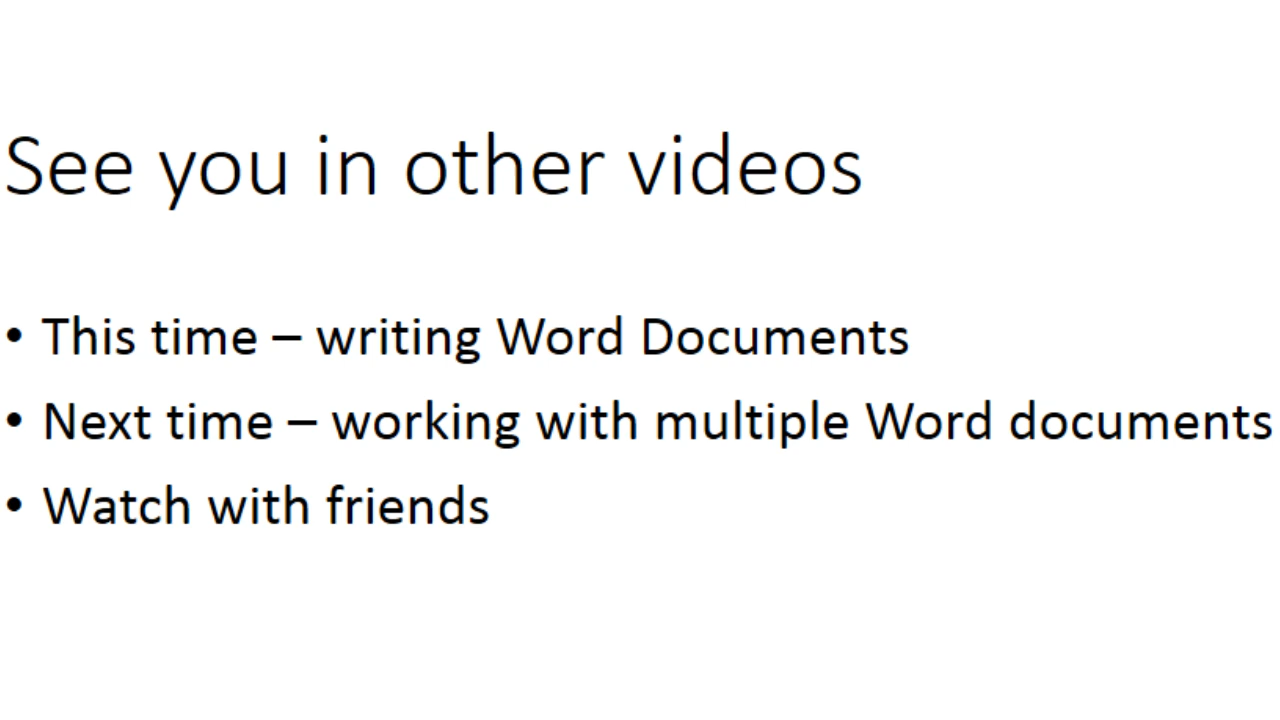 See you in other videos
• This time – writing Word Documents
• Next time – working with multiple Word documents
• Watch with friends